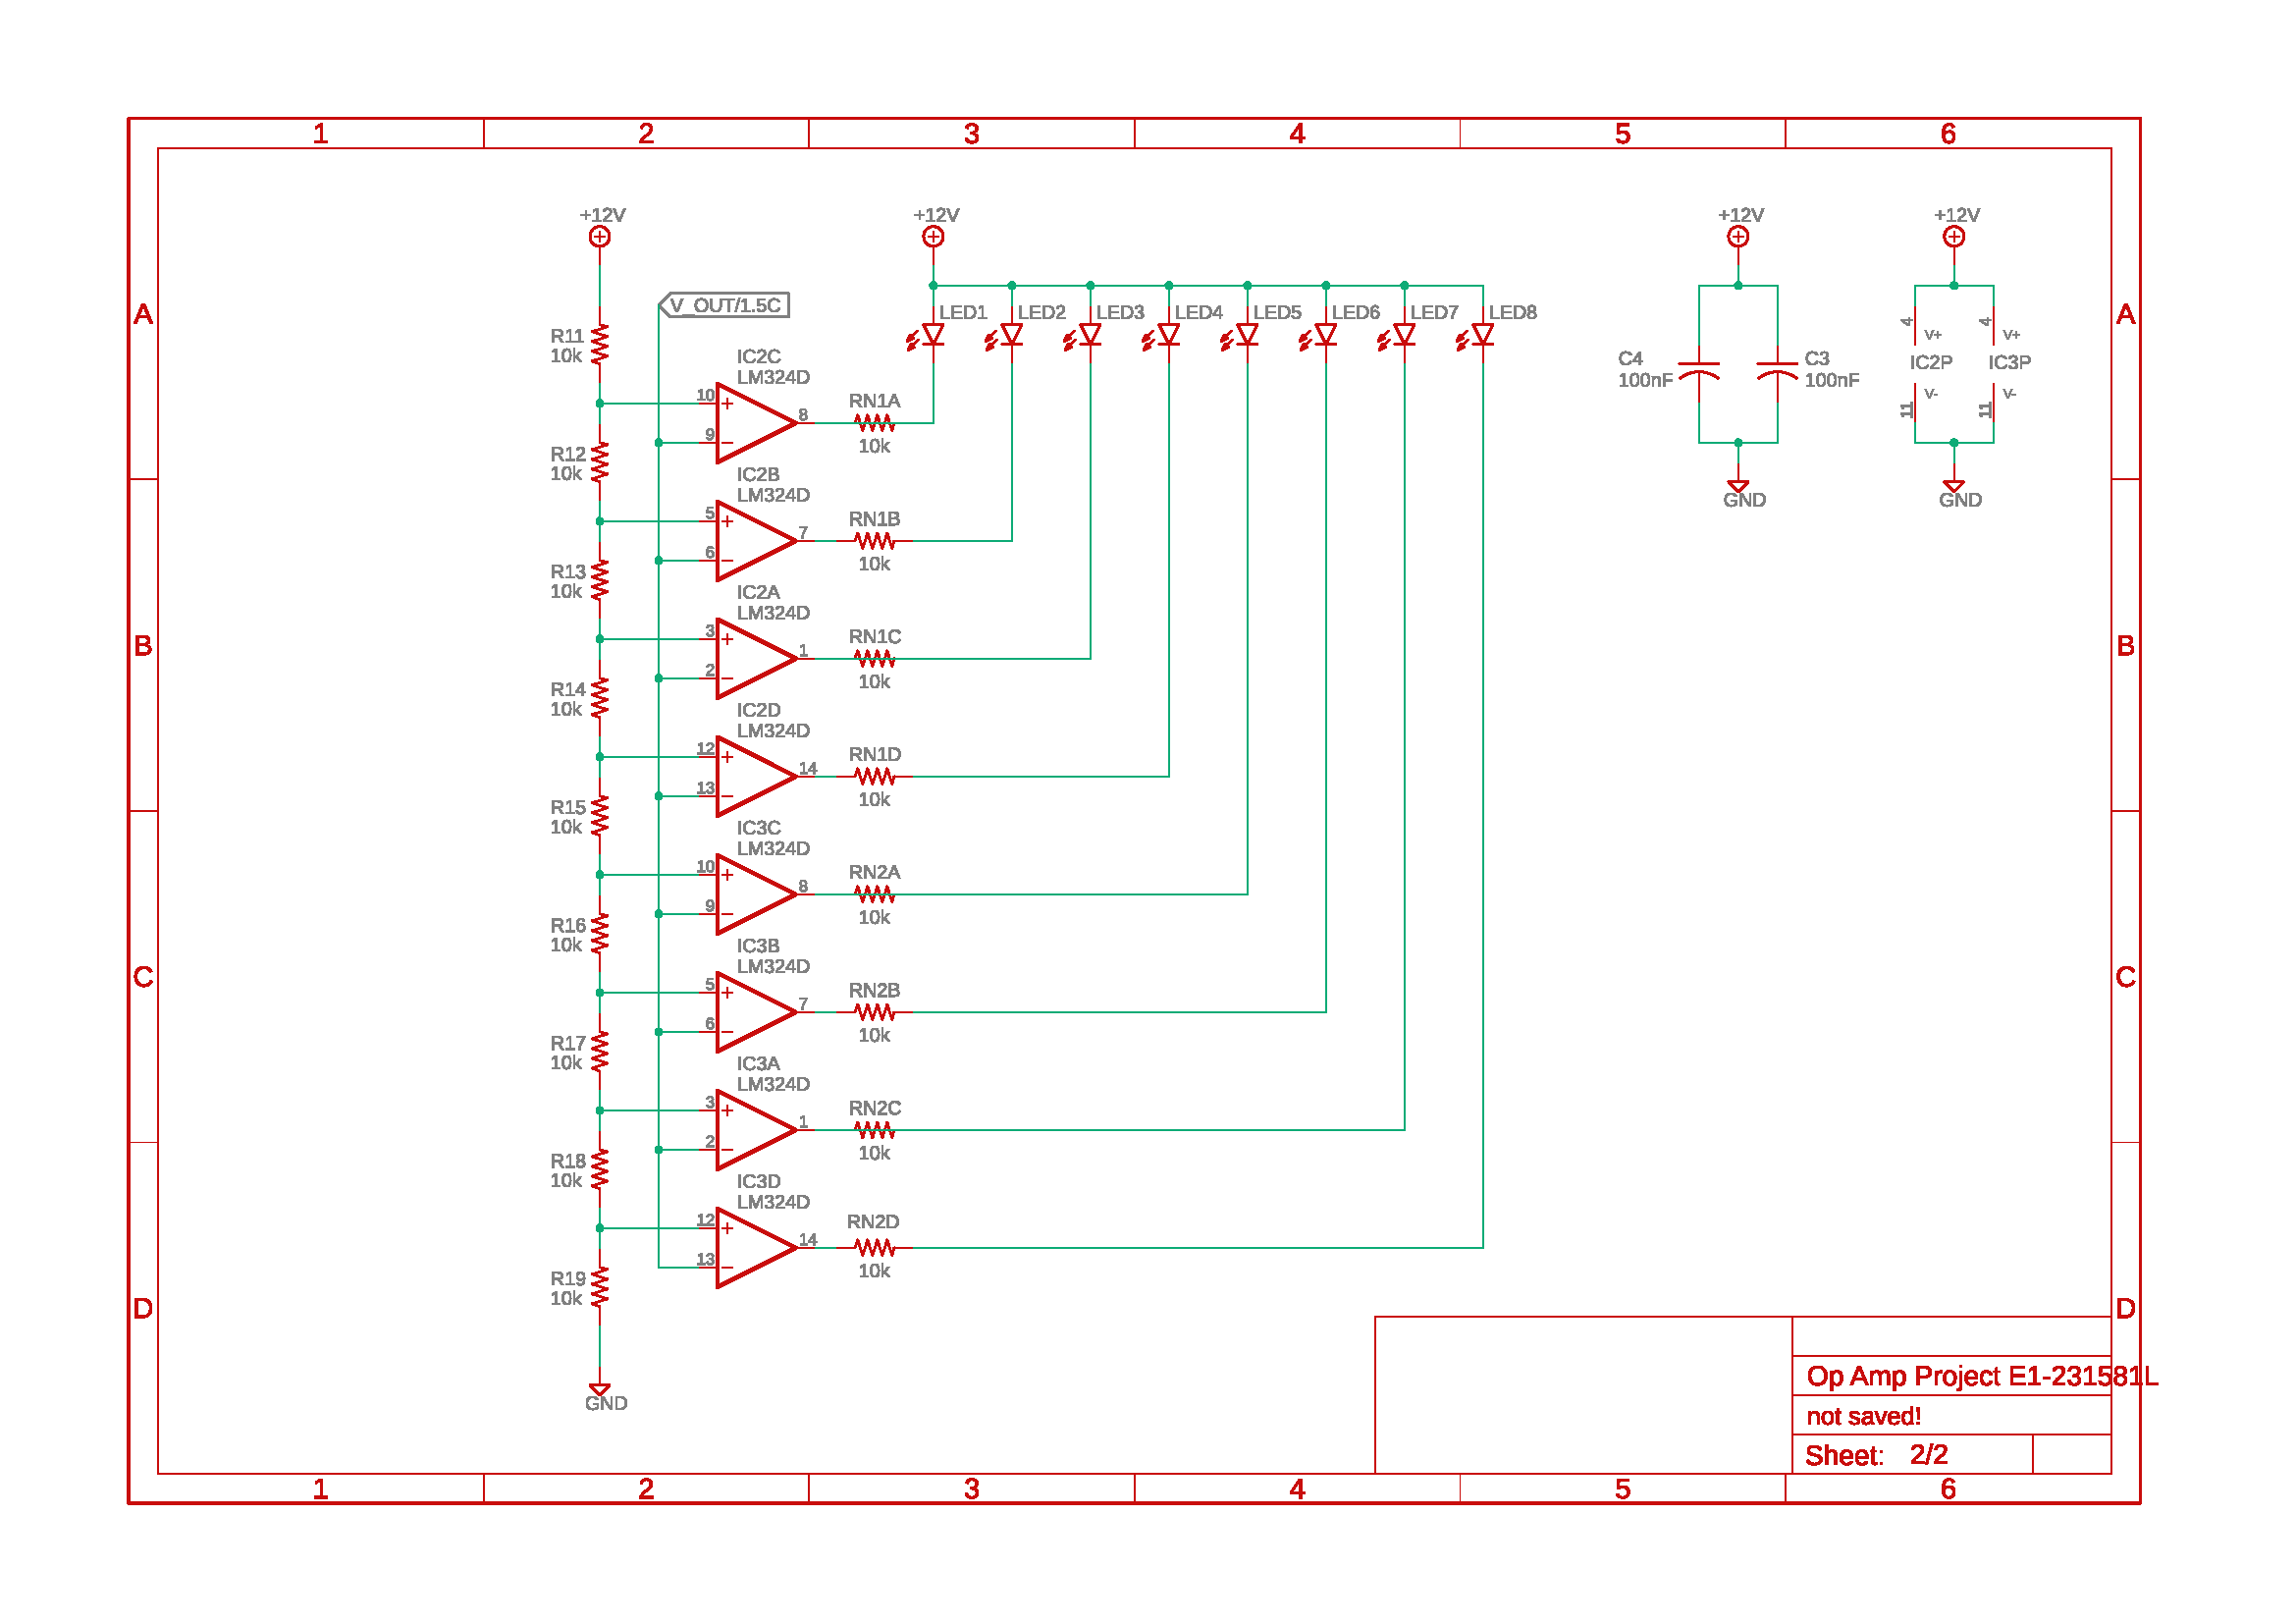 1 2 3 4 5 6
A A
B B
C C
D D
+12V
+12V
+12V
+12V
V_OUT/1.5C
LED1 LED2 LED3 LED4 LED5 LED6 LED7 LED8
R11
10k
R12
10k
R13
10k
R14
10k
R15
10k
R16
10k
R17
10k
R18
10k
R19
10k
GND
IC2C
LM324D
10 +
9 −
8
RN1A
10k
IC2B
LM324D
5 +
6 −
7
RN1B
10k
IC2A
LM324D
3 +
2 −
1
RN1C
10k
IC2D
LM324D
12 +
13 −
14
RN1D
10k
IC3C
LM324D
10 +
9 −
8
RN2A
10k
IC3B
LM324D
5 +
6 −
7
RN2B
10k
IC3A
LM324D
3 +
2 −
1
RN2C
10k
IC3D
LM324D
12 +
13 −
14
RN2D
10k
C4
100nF
C3
100nF
GND
4 V+
IC2P
11 V-
4 V+
IC3P
11 V-
GND
Op Amp Project E1-231581L
not saved!
Sheet: 2/2
1 2 3 4 5 6